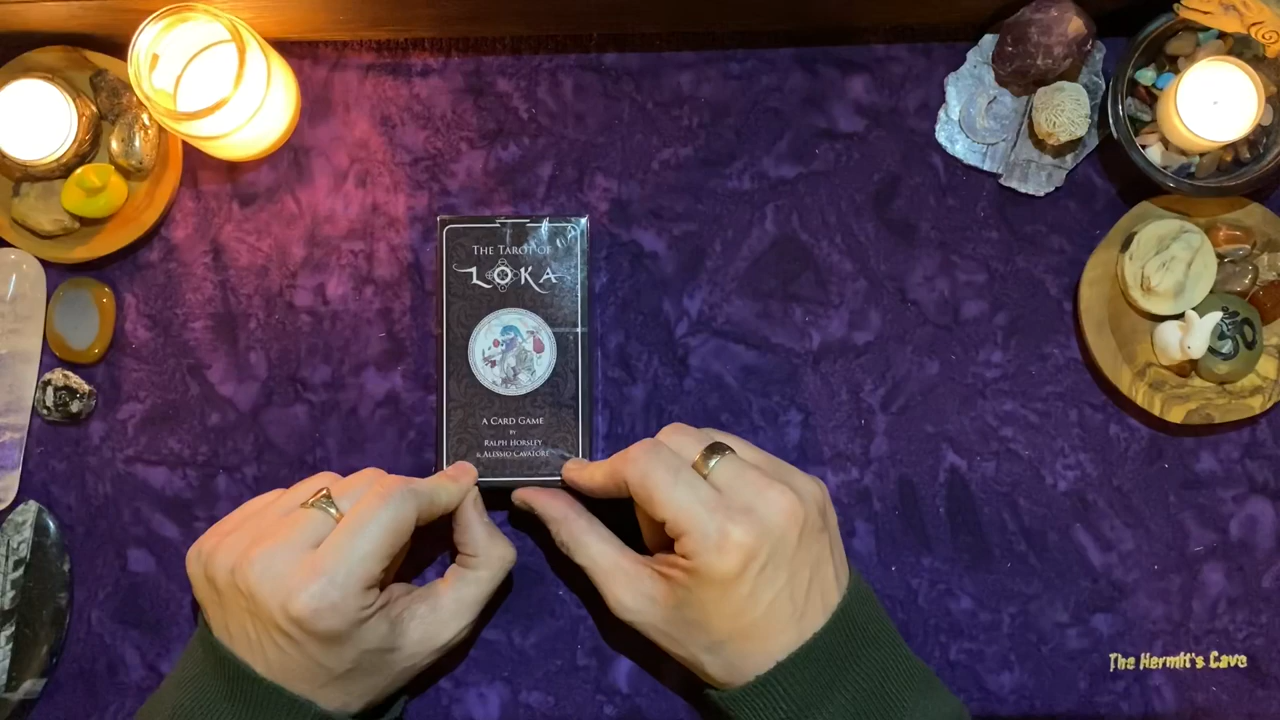 THE TAROT OF
LOKA
A CARD GAME
BY
RALPH HORSLEY
& ALESSIO CAVATORE
The Hermit's Cave